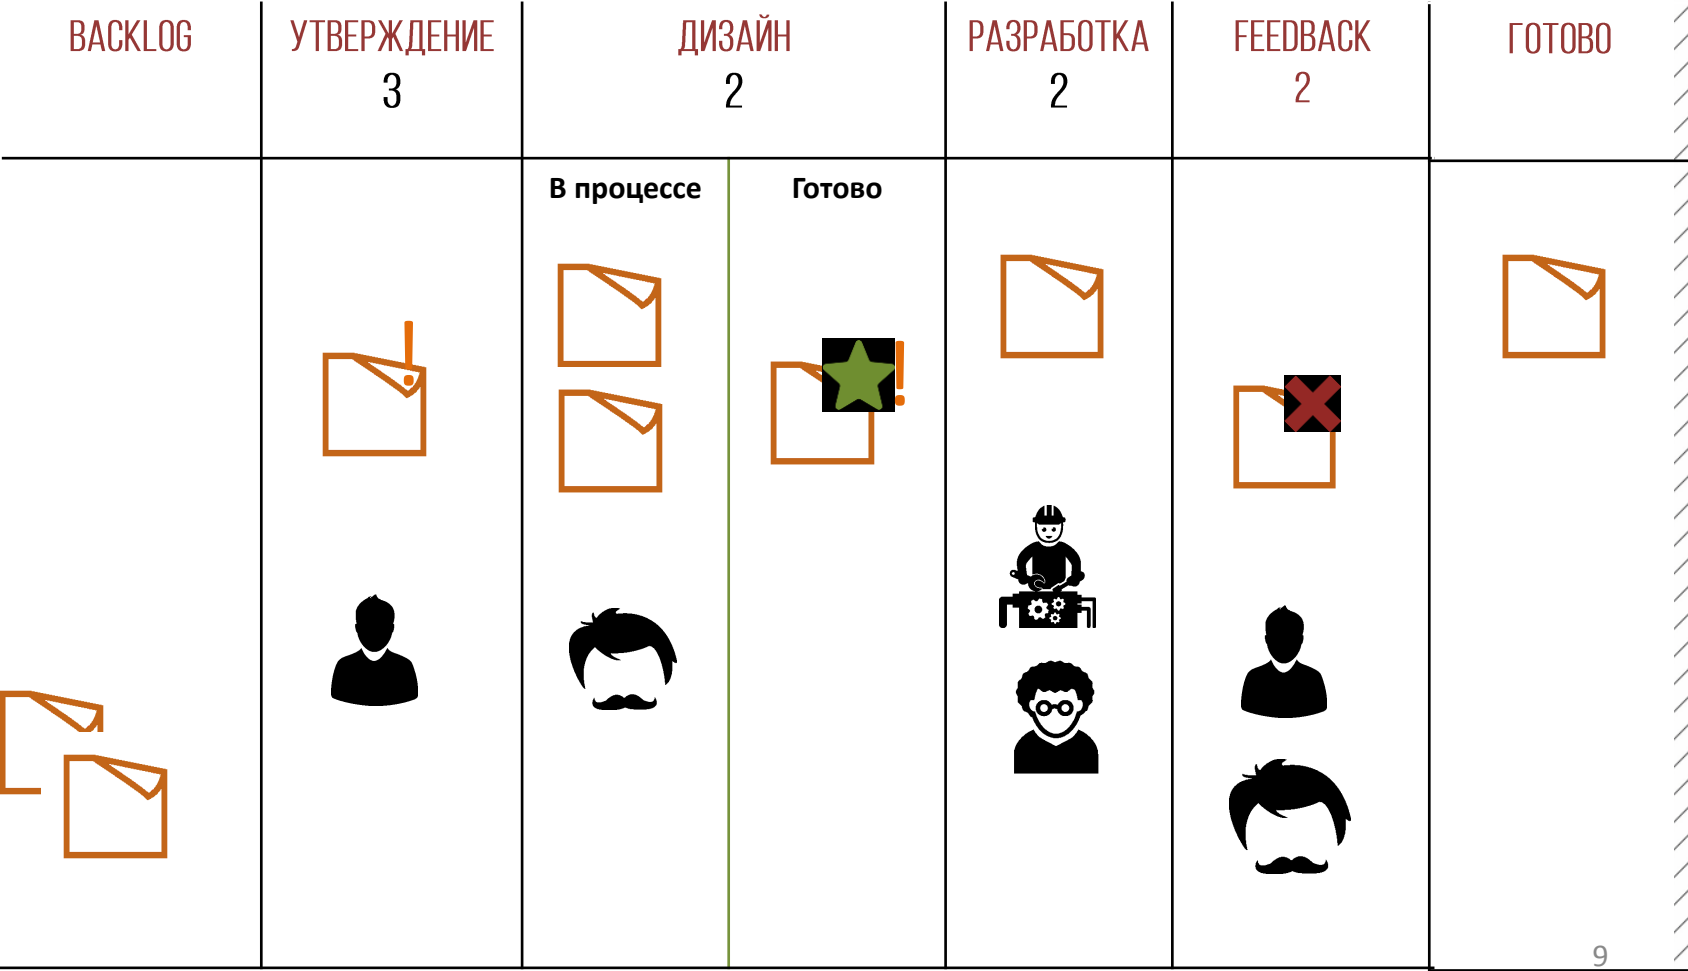 BACKLOG
УТВЕРЖДЕНИЕ
3
ДИЗАЙН
2
РАЗРАБОТКА
2
FEEDBACK
2
ГОТОВО
В процессе
Готово
!
!
9